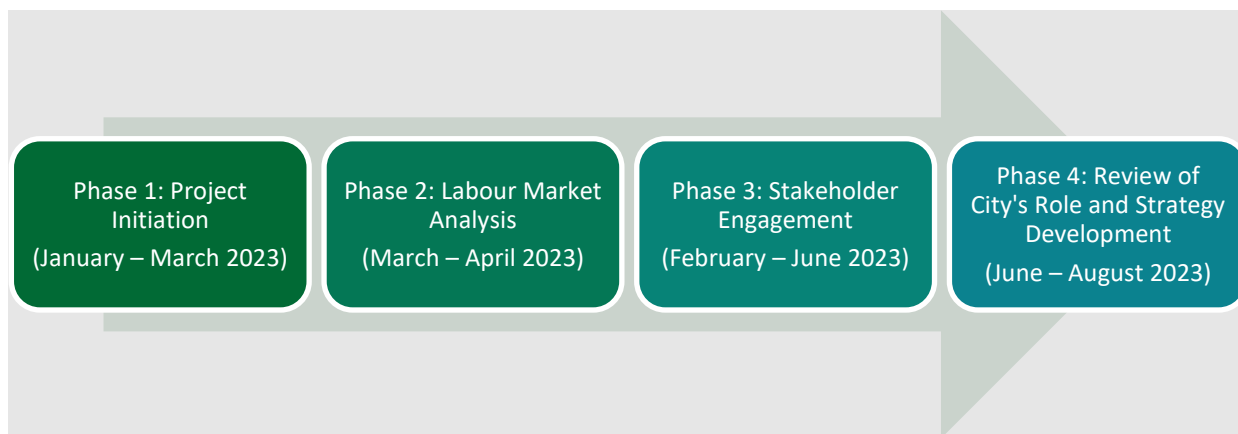 Phase 1: Project
Initiation
(January – March 2023)
Phase 2: Labour Market
Analysis
(March – April 2023)
Phase 3: Stakeholder
Engagement
(February – June 2023)
Phase 4: Review of
City's Role and Strategy
Development
(June – August 2023)